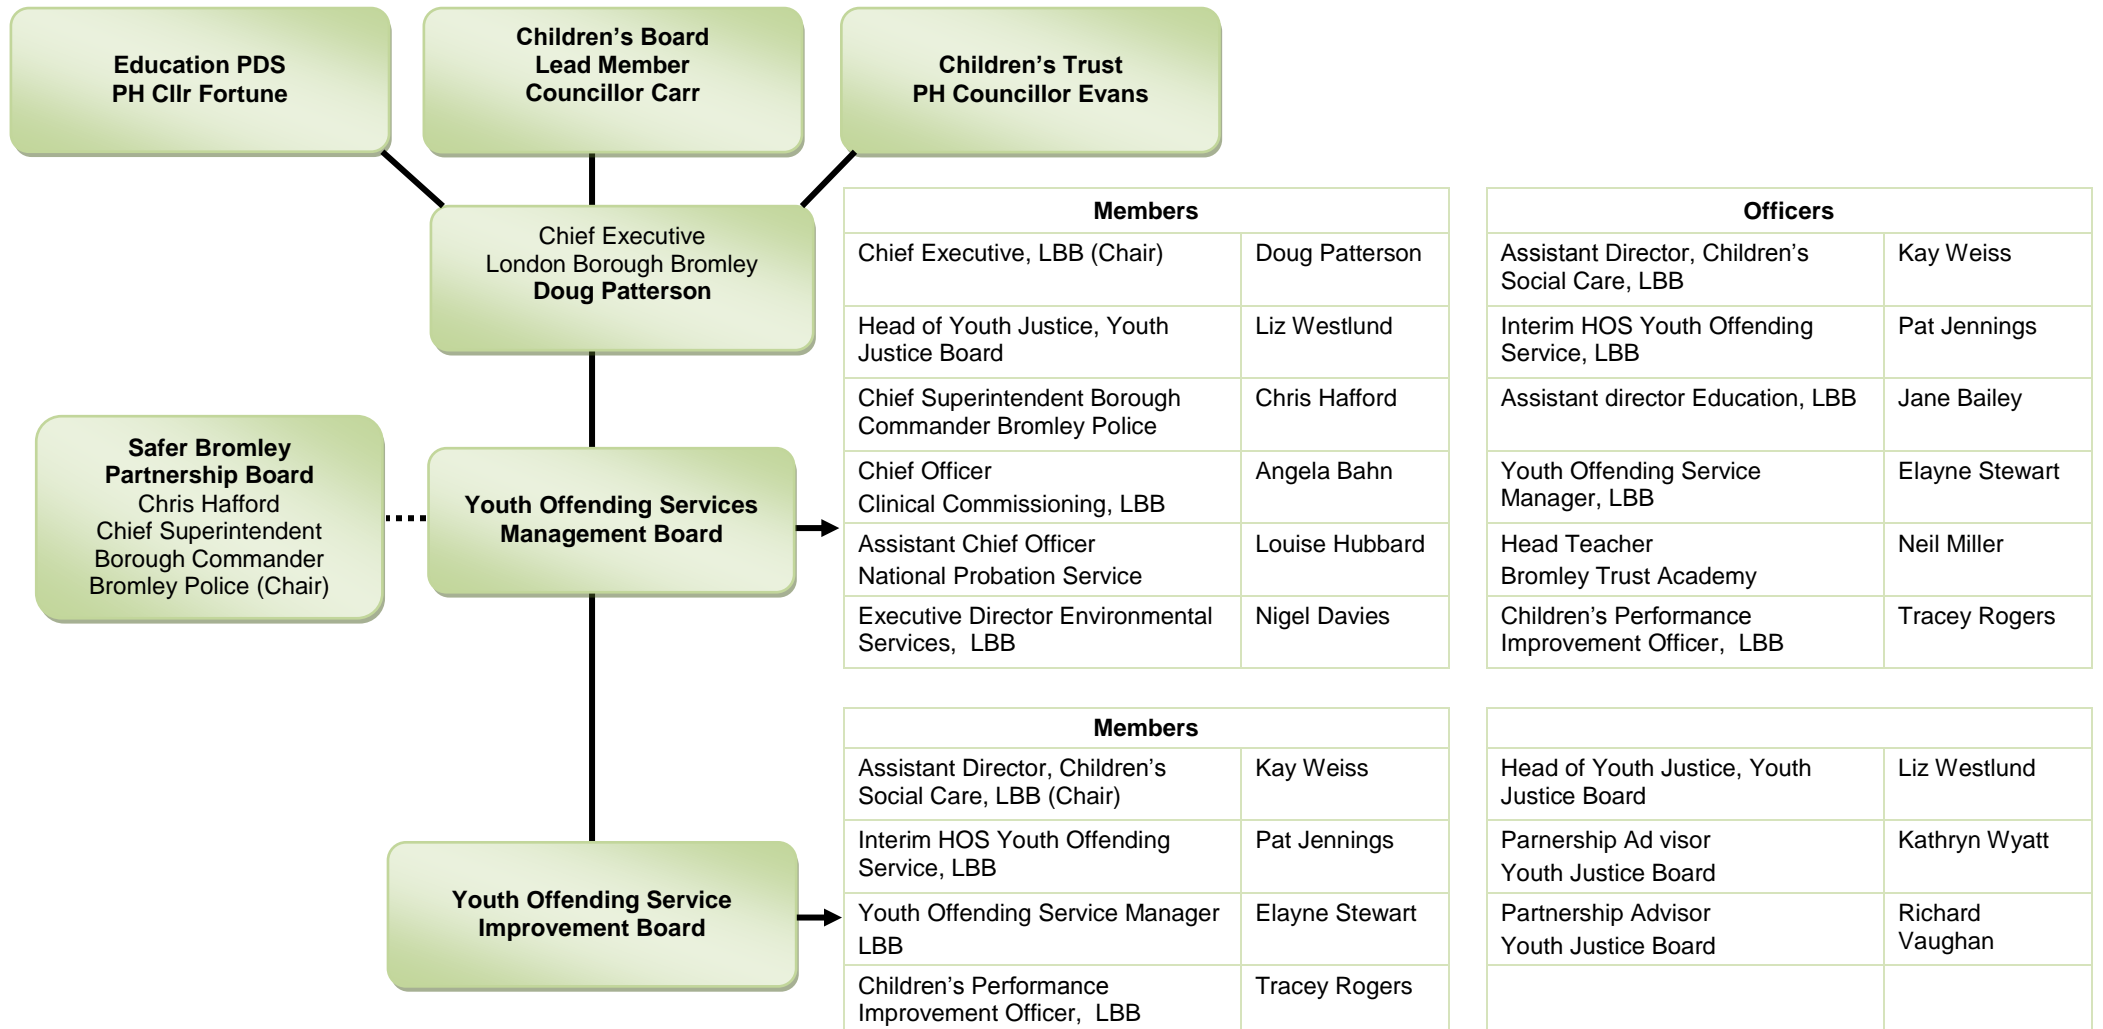 Education PDS
PH Cllr Fortune
Children's Board
Lead Member
Councillor Carr
Children's Trust
PH Councillor Evans
Chief Executive
London Borough Bromley
Doug Patterson
Safer Bromley
Partnership Board
Chris Hafford
Chief Superintendent
Borough Commander
Bromley Police (Chair)
Youth Offending Services
Management Board
Members
Chief Executive, LBB (Chair)
Doug Patterson
Head of Youth Justice, Youth
Justice Board
Liz Westlund
Chief Superintendent Borough
Commander Bromley Police
Chris Hafford
Chief Officer
Clinical Commissioning, LBB
Angela Bahn
Assistant Chief Officer
National Probation Service
Louise Hubbard
Executive Director Environmental
Services,  LBB
Nigel Davies
Officers
Assistant Director, Children's
Social Care, LBB
Kay Weiss
Interim HOS Youth Offending
Service, LBB
Pat Jennings
Assistant director Education, LBB
Jane Bailey
Youth Offending Service
Manager, LBB
Elayne Stewart
Head Teacher
Bromley Trust Academy
Neil Miller
Children's Performance
Improvement Officer,  LBB
Tracey Rogers
Youth Offending Service
Improvement Board
Members
Assistant Director, Children's
Social Care, LBB (Chair)
Kay Weiss
Interim HOS Youth Offending
Service, LBB
Pat Jennings
Youth Offending Service Manager
LBB
Elayne Stewart
Children's Performance
Improvement Officer,  LBB
Tracey Rogers
Head of Youth Justice, Youth
Justice Board
Liz Westlund
Parnership Ad visor
Youth Justice Board
Kathryn Wyatt
Partnership Advisor
Youth Justice Board
Richard
Vaughan